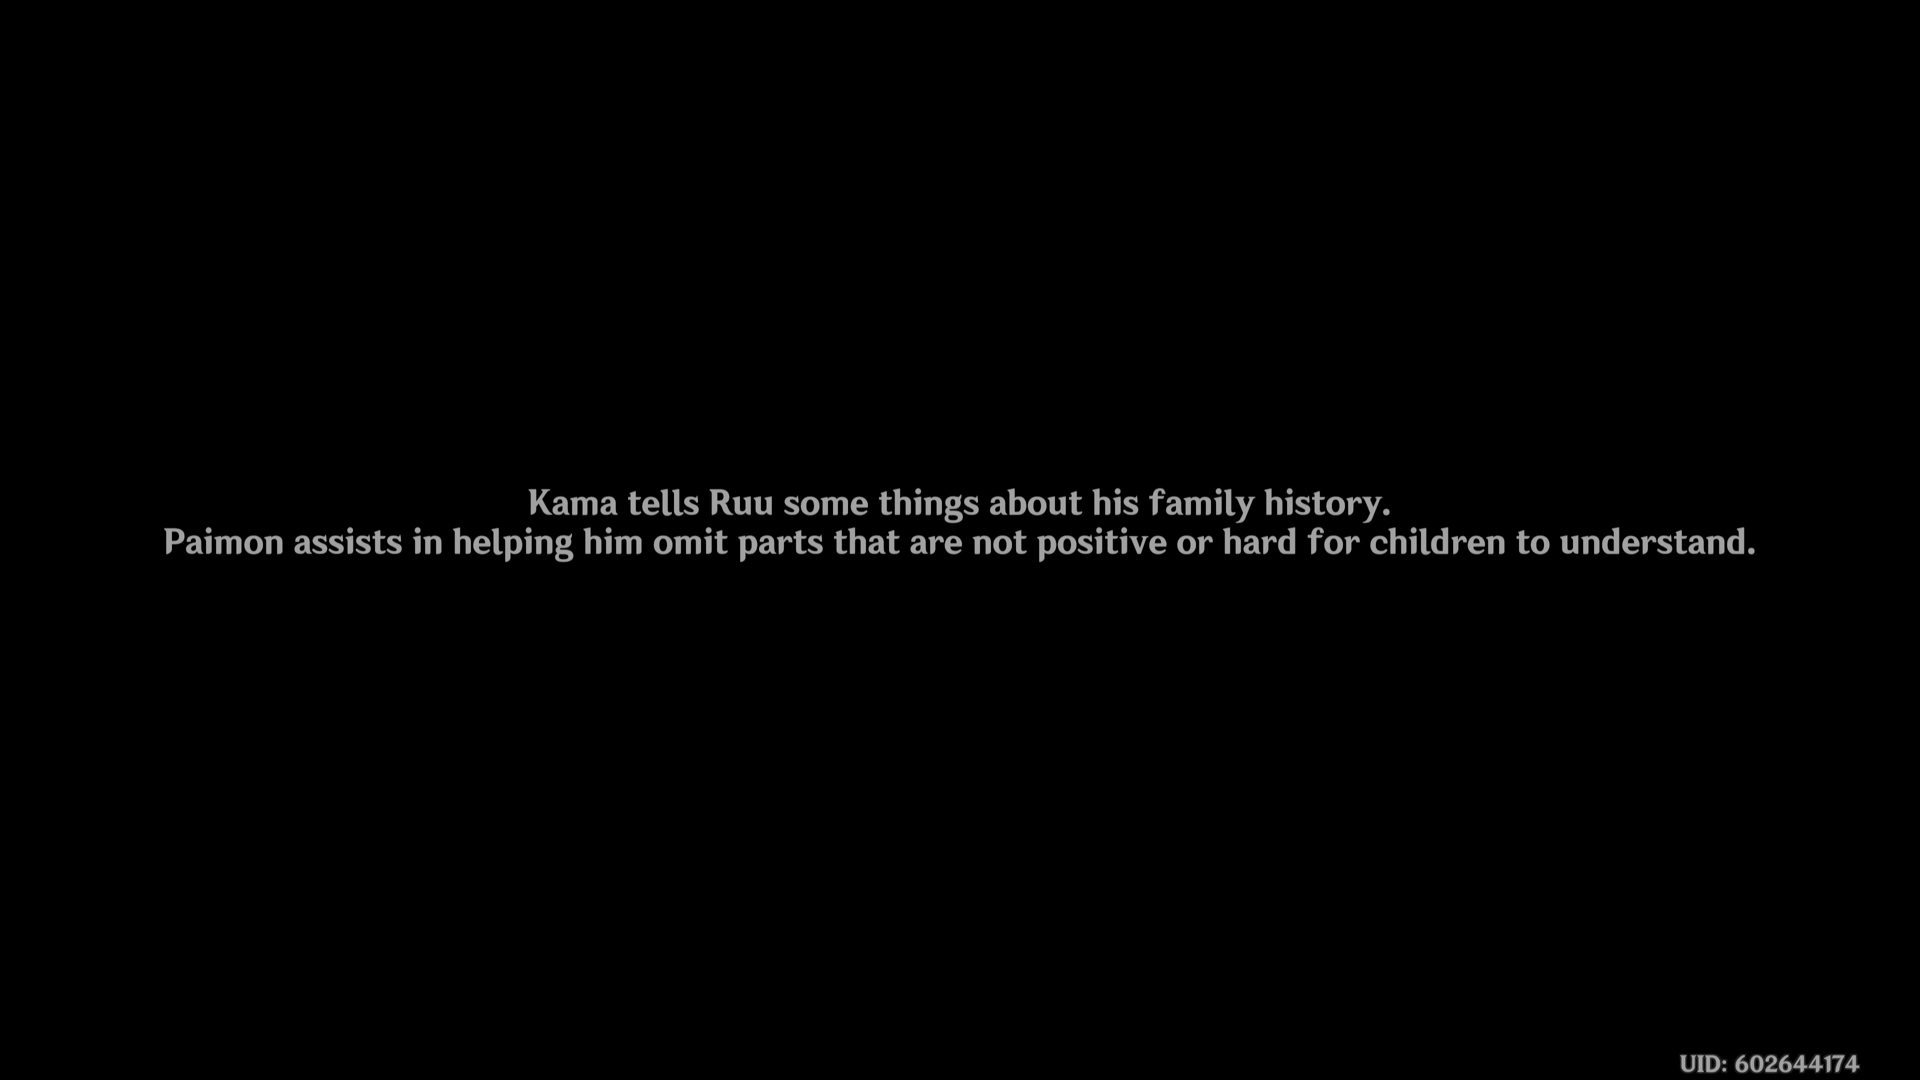 Kama tells Ruu some things about his family history.
Paimon assists in helping him omit parts that are not positive or hard for children to understand.
UID: 602644174